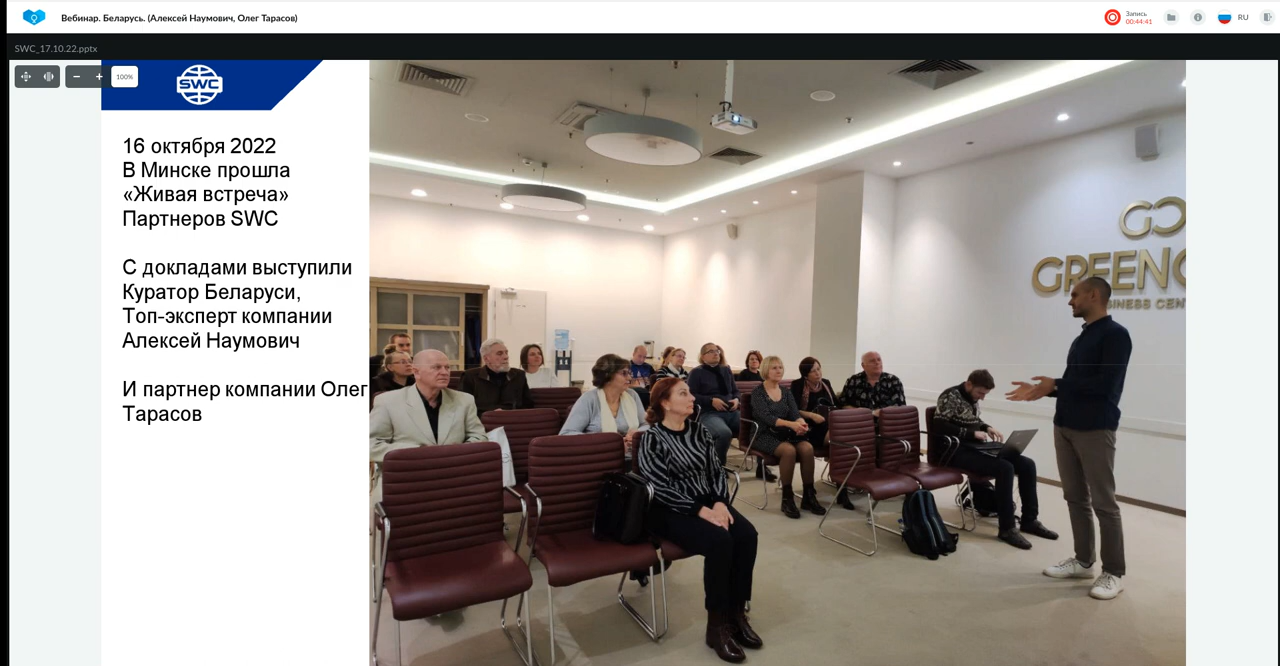 Вебинар. Беларусь. (Алексей Наумович, Олег Тарасов)
Запись
00:44:41
RU
SWC_17.10.22.pptx
100%
SWC
16 октября 2022
В Минске прошла
«Живая встреча»
Партнеров SWC
С докладами выступили
Куратор Беларуси,
Топ-эксперт компании
Алексей Наумович
И партнер компании Олег
Тарасов
GREEN